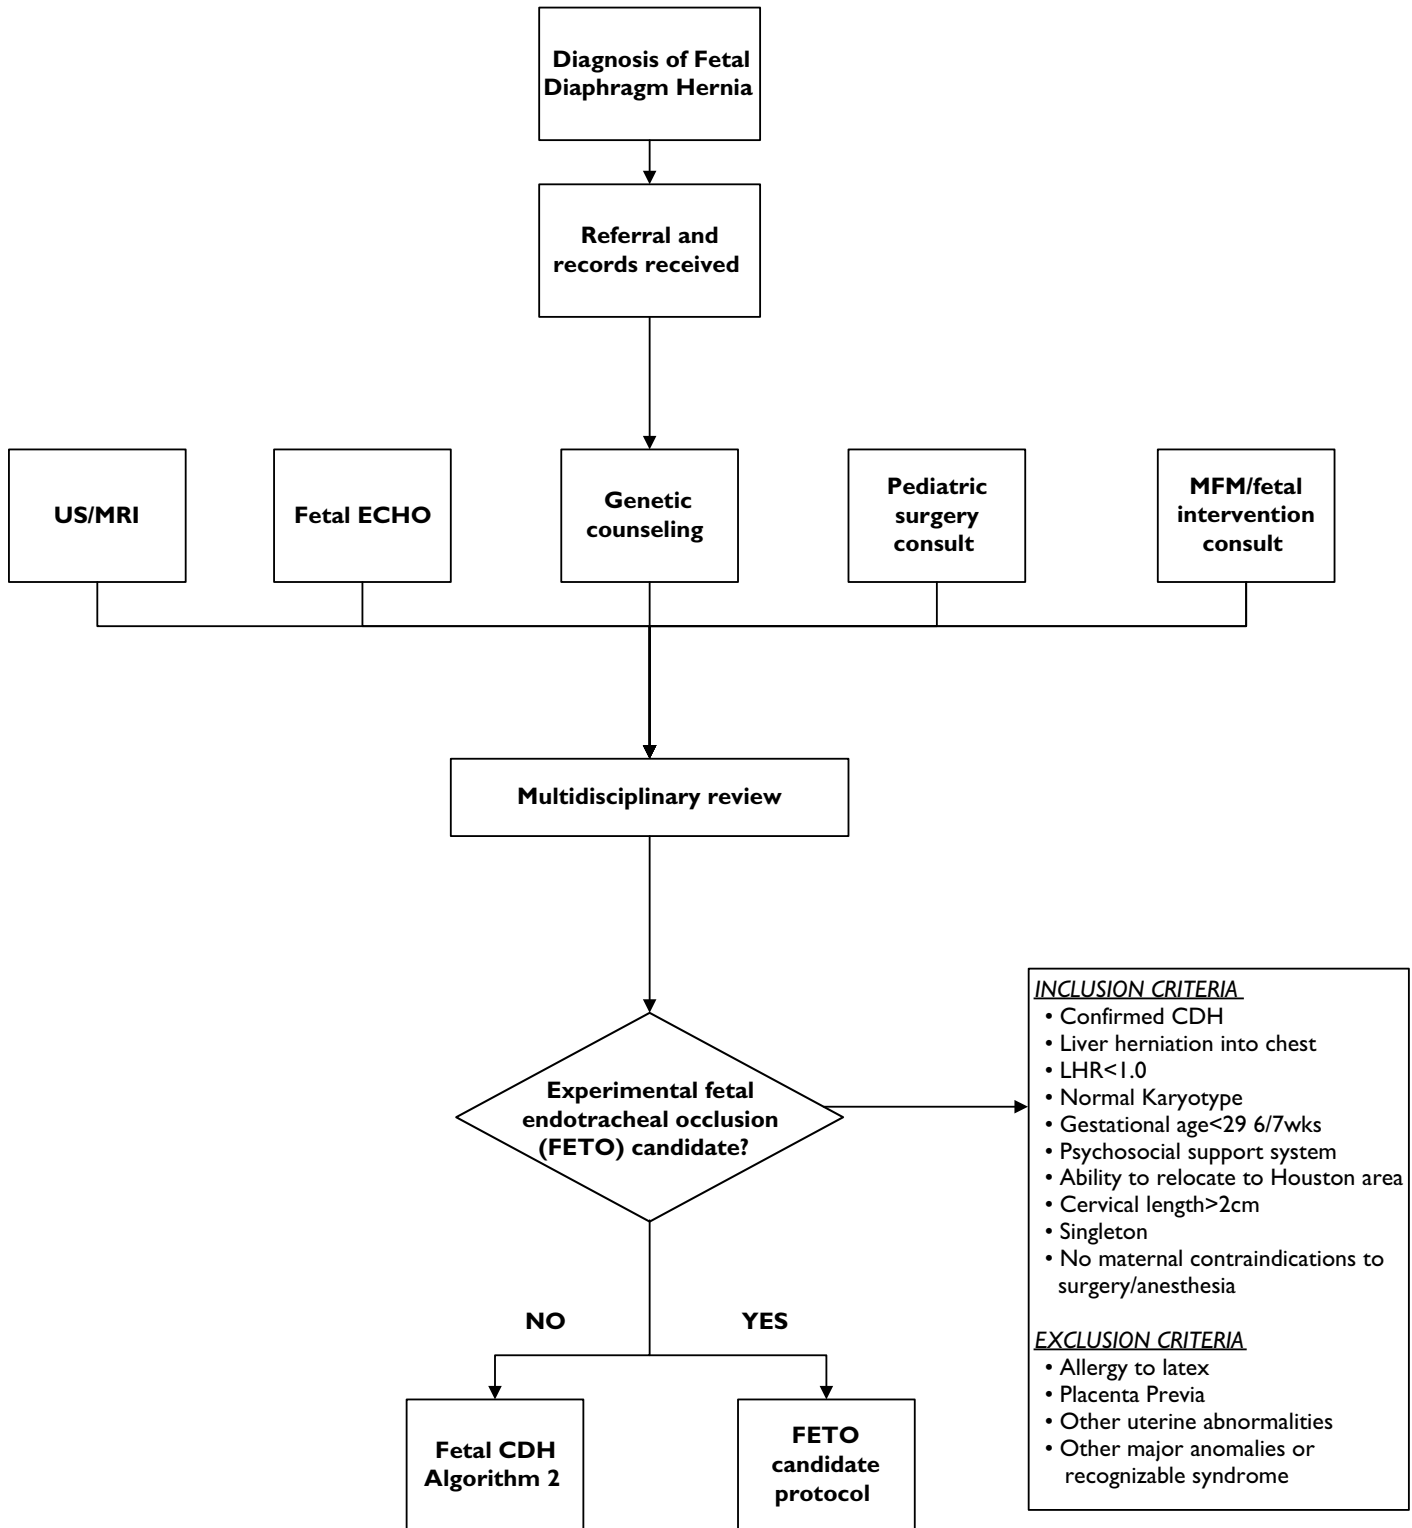 Diagnosis of Fetal
Diaphragm Hernia
Referral and
records received
US/MRI
Fetal ECHO
Genetic
counseling
Pediatric
surgery
consult
MFM/fetal
intervention
consult
Multidisciplinary review
Experimental fetal
endotracheal occlusion
(FETO) candidate?
INCLUSION CRITERIA
• Confirmed CDH
• Liver herniation into chest
• LHR<1.0
• Normal Karyotype
• Gestational age<29 6/7wks
• Psychosocial support system
• Ability to relocate to Houston area
• Cervical length>2cm
• Singleton
• No maternal contraindications to
surgery/anesthesia
EXCLUSION CRITERIA
• Allergy to latex
• Placenta Previa
• Other uterine abnormalities
• Other major anomalies or
recognizable syndrome
NO
YES
Fetal CDH
Algorithm 2
FETO
candidate
protocol